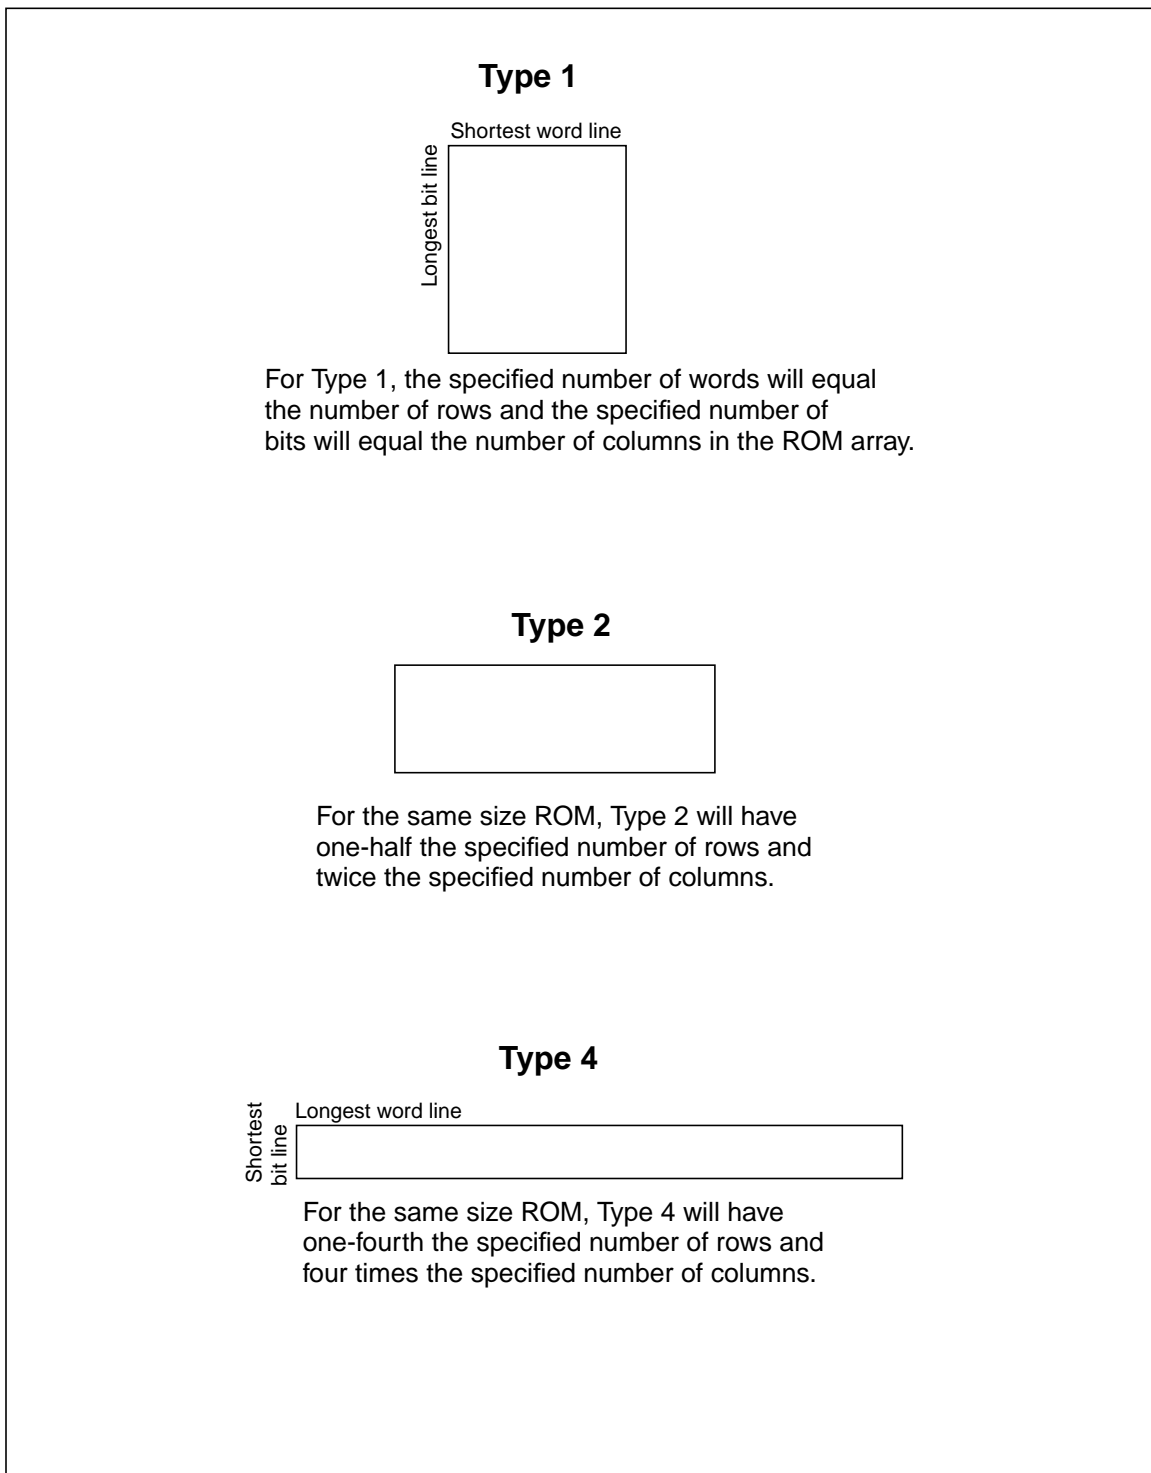 Type 1
Shortest word line
Longest bit line
For Type 1, the specified number of words will equal
the number of rows and the specified number of
bits will equal the number of columns in the ROM array.
Type 2
For the same size ROM, Type 2 will have
one-half the specified number of rows and
twice the specified number of columns.
Type 4
Longest word line
Shortest
bit line
For the same size ROM, Type 4 will have
one-fourth the specified number of rows and
four times the specified number of columns.